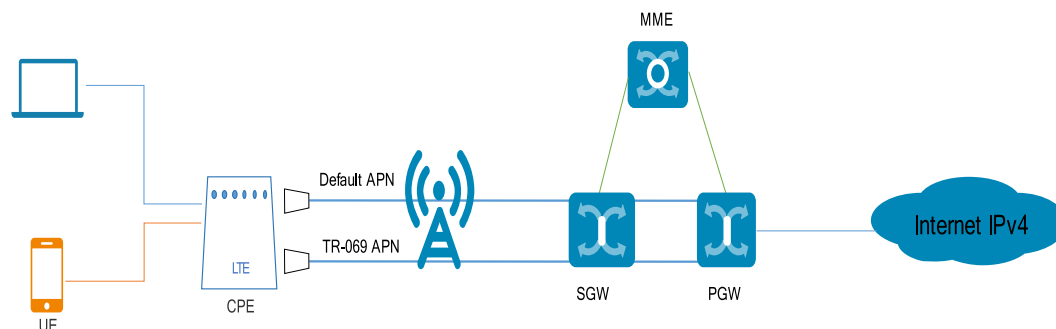 MME
Default APN
Internet IPv4
TR-069 APN
LTE
SGW
PGW
CPE
UE